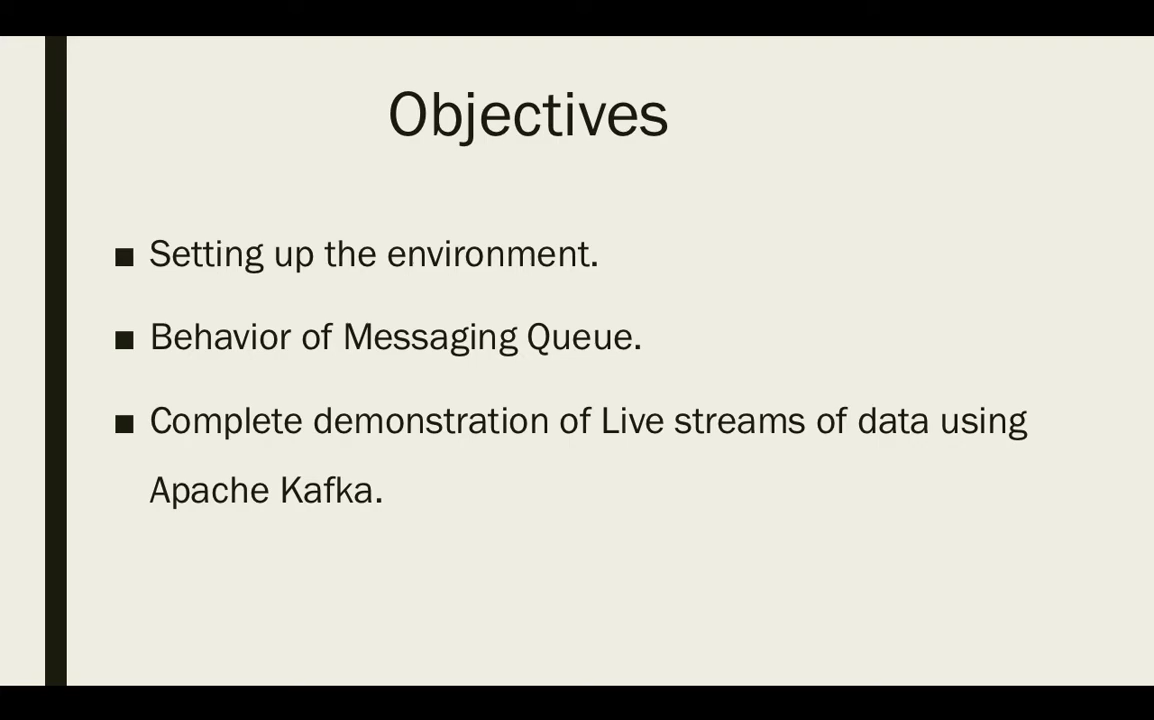 Objectives
■ Setting up the environment.
■ Behavior of Messaging Queue.
■ Complete demonstration of Live streams of data using
Apache Kafka.